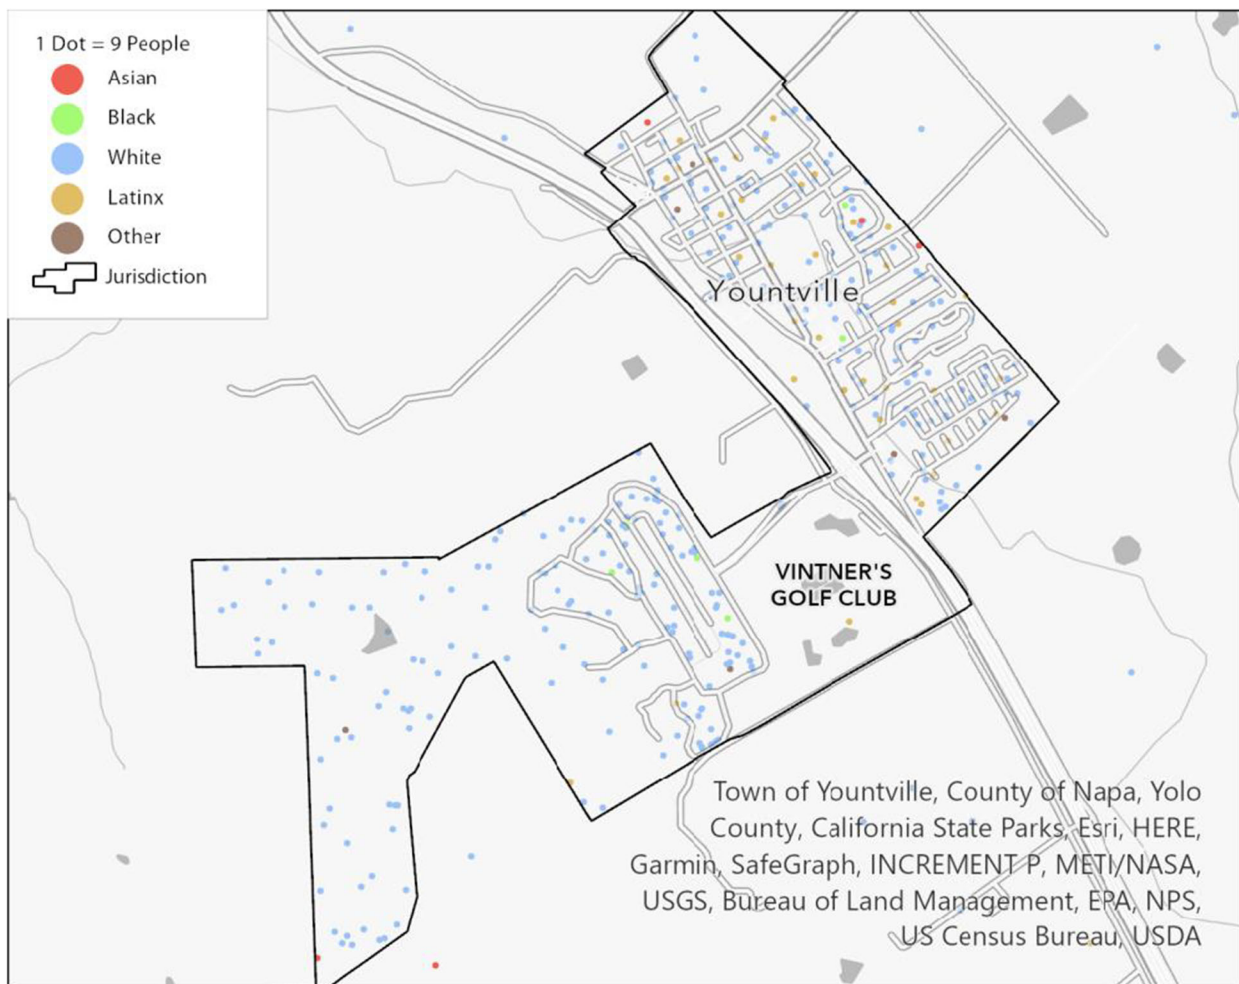 1 Dot = 9 People
Asian
Black
White
Latinx
Other
Jurisdiction
Yountville
VINTNER'S
GOLF CLUB
Town of Yountville, County of Napa, Yolo
County, California State Parks, Esri, HERE,
Garmin, SafeGraph, INCREMENT P, METI/NASA,
USGS, Bureau of Land Management, EPA, NPS,
US Census Bureau, USDA